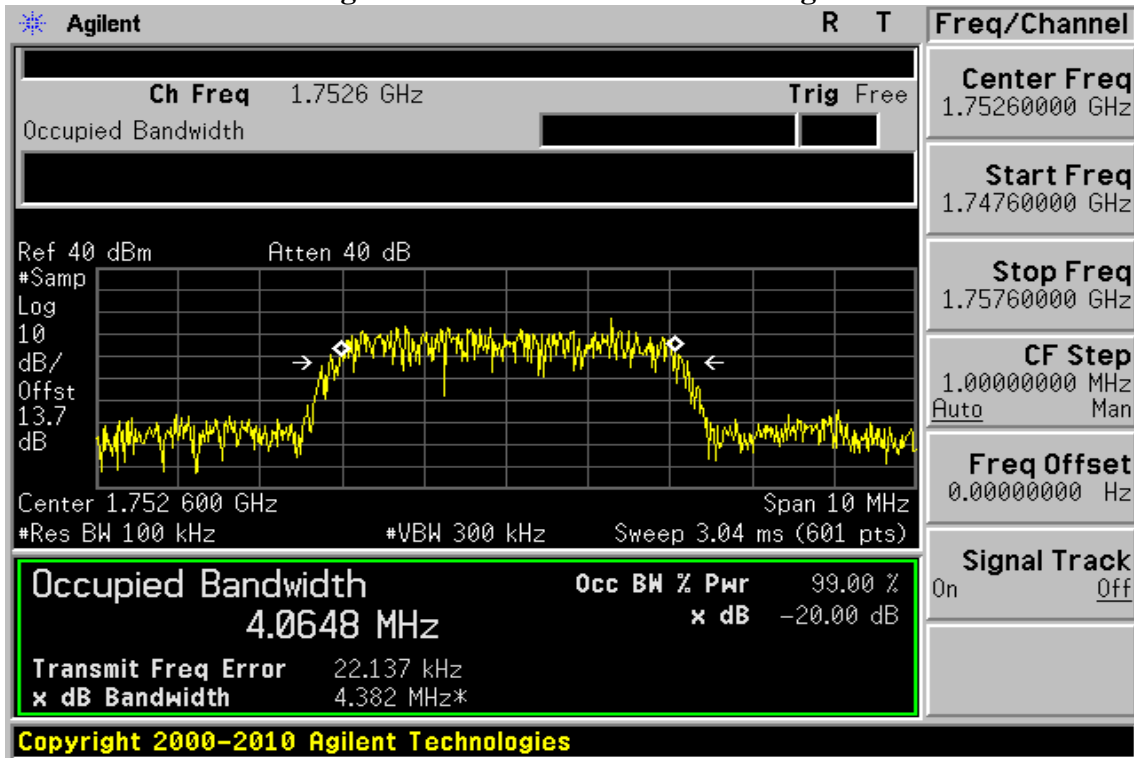 Agilent R T Freq/Channel
Ch Freq 1.7526 GHz Trig Free
Occupied Bandwidth
Center Freq
1.75260000 GHz
Start Freq
1.74760000 GHz
Stop Freq
1.75760000 GHz
CF Step
1.00000000 MHz
Auto Man
Freq Offset
0.00000000 Hz
Signal Track
On Off
Ref 40 dBm Atten 40 dB
#Samp
Log
10
dB/
Offst
13.7
dB
Center 1.752 600 GHz Span 10 MHz
#Res BW 100 kHz #VBW 300 kHz Sweep 3.04 ms (601 pts)
Occupied Bandwidth Occ BW % Pwr 99.00 %
4.0648 MHz x dB -20.00 dB
Transmit Freq Error 22.137 kHz
x dB Bandwidth 4.382 MHz*
Copyright 2000-2010 Agilent Technologies